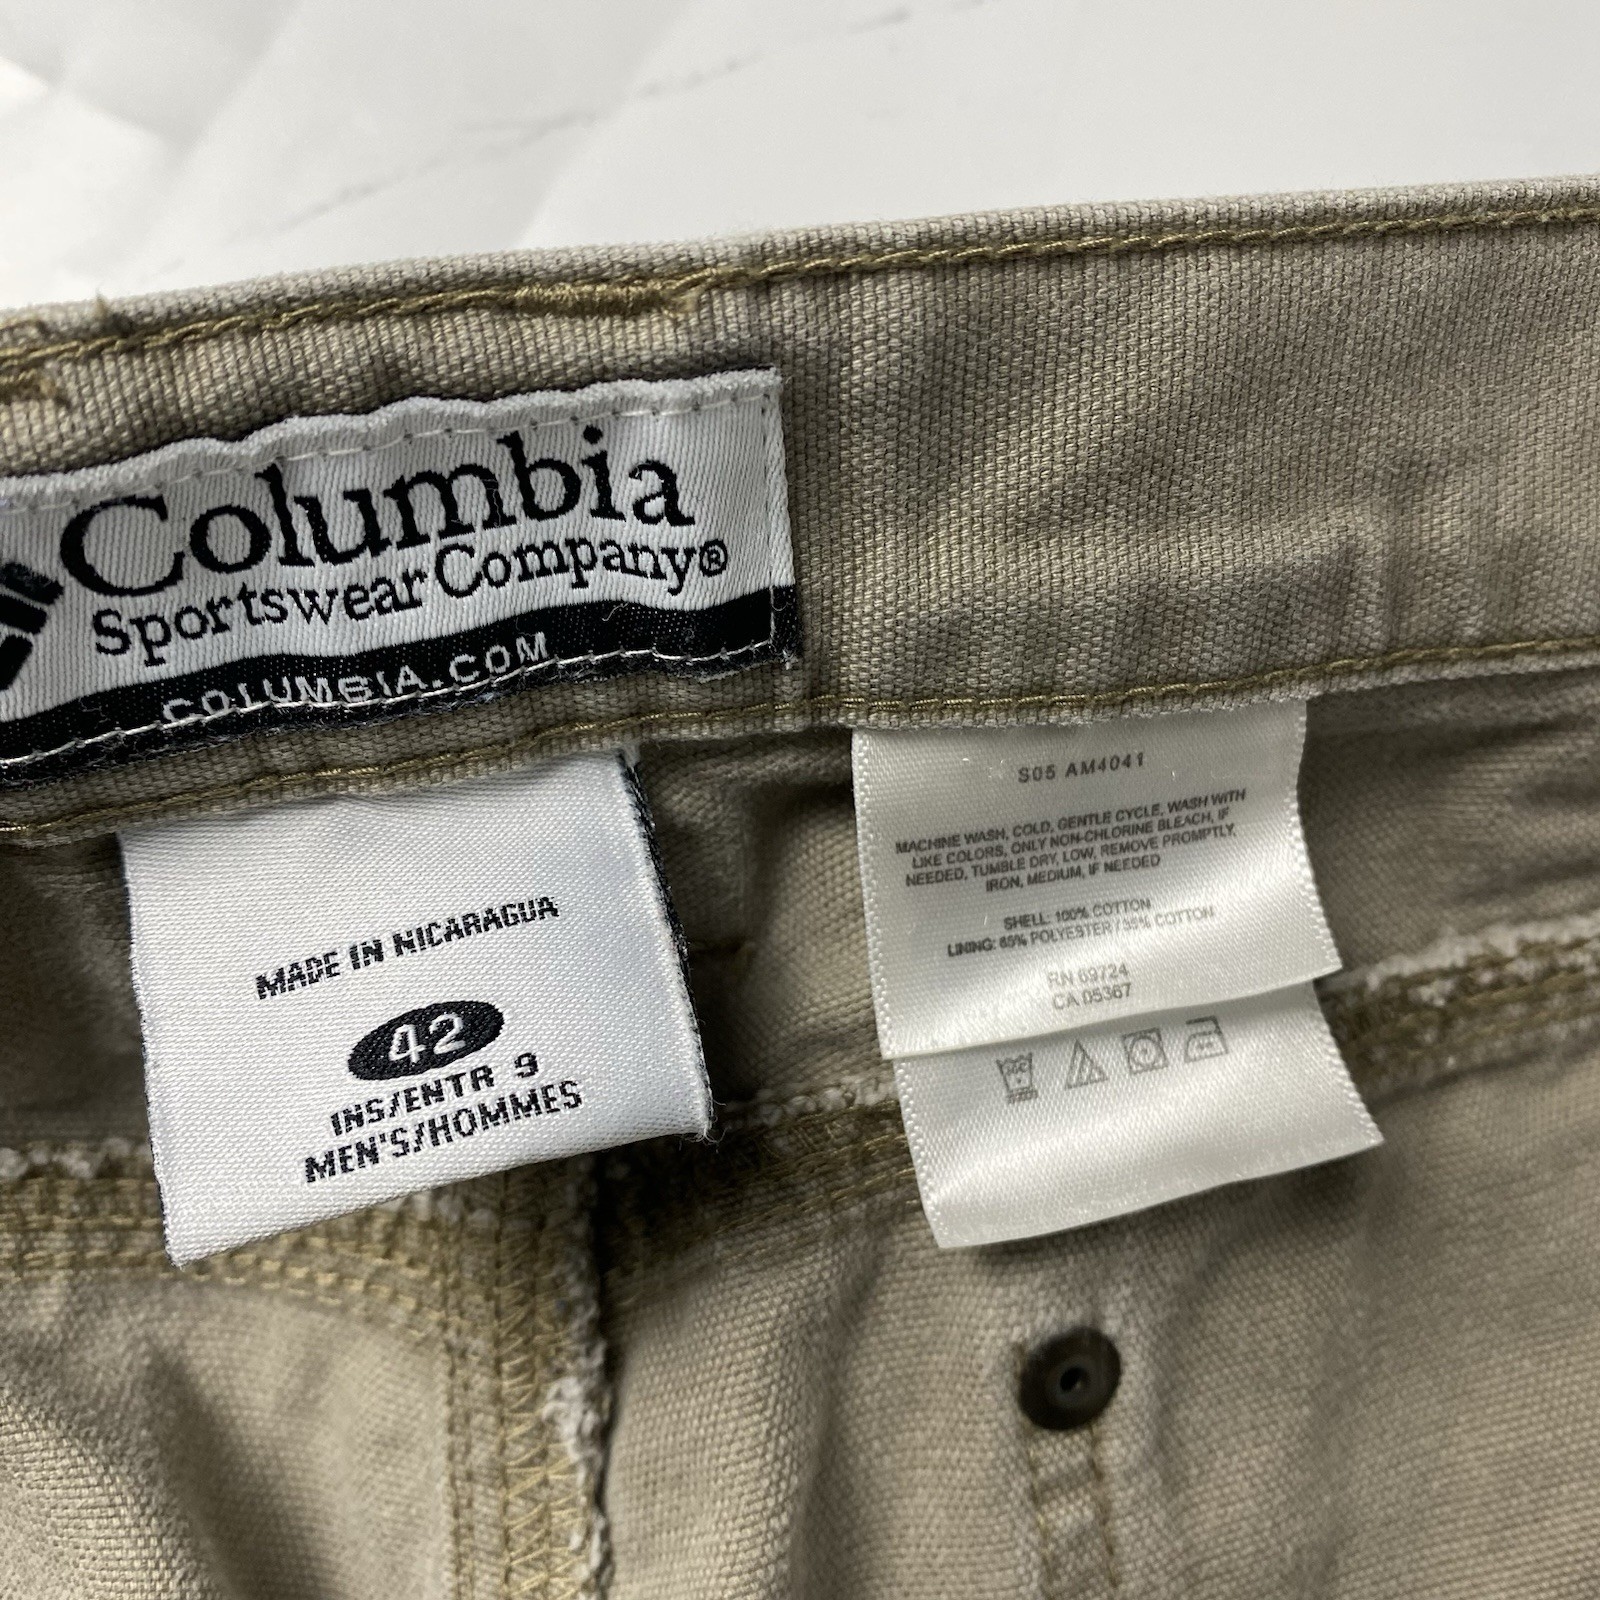 Columbia
Sportswear Company®
COLUMBIA.COM
MADE IN NICARAGUA
42
INS/ENTR 9
MEN'S/HOMMES
S05 AM4041
MACHINE WASH, COLD, GENTLE CYCLE, WASH WITH
LIKE COLORS, ONLY NON-CHLORINE BLEACH, IF
NEEDED, TUMBLE DRY, LOW, REMOVE PROMPTLY,
IRON, MEDIUM, IF NEEDED
SHELL: 100% COTTON
LINING: 65% POLYESTER / 35% COTTON
RN 69724
CA 05367